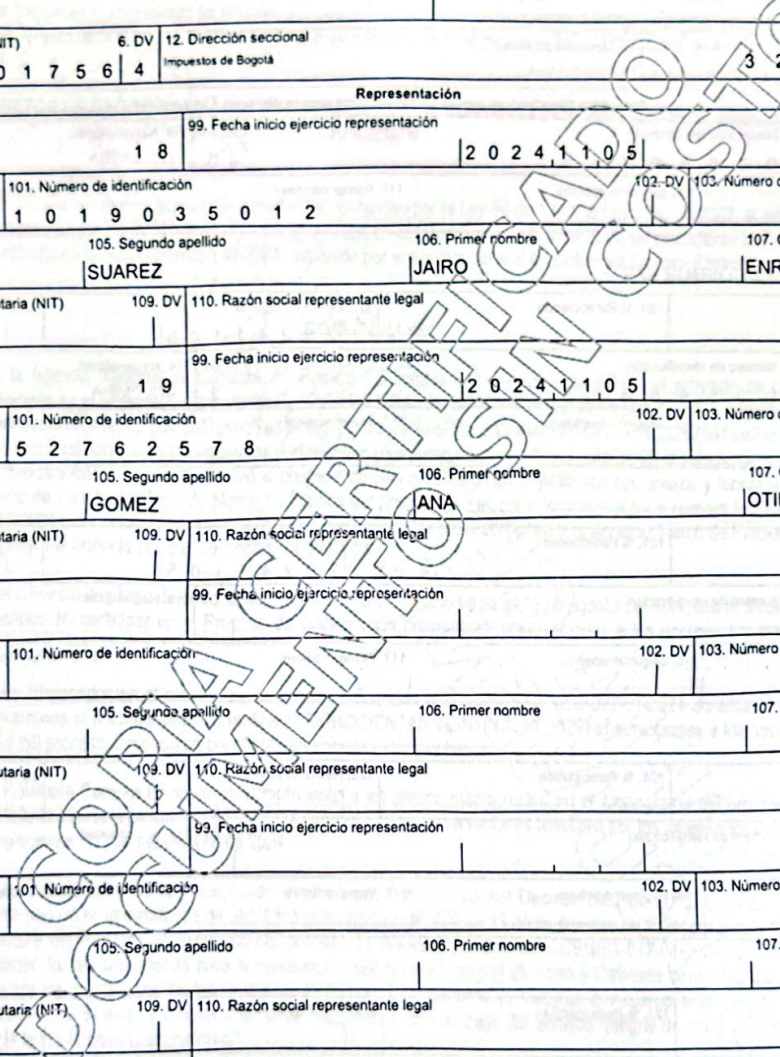 IIT) 6. DV 12. Dirección seccional
0 1 7 5 6 4 Impuestos de Bogotá 3 2
Representación
99. Fecha inicio ejercicio representación
1 8 2 0 2 4 1 1 0 5
101. Número de identificación 102. DV 103. Número
1 0 1 9 0 3 5 0 1 2
105. Segundo apellido 106. Primer nombre 107.
SUAREZ JAIRO ENR
utaria (NIT) 109. DV 110. Razón social representante legal
99. Fecha inicio ejercicio representación
1 9 2 0 2 4 1 1 0 5
101. Número de identificación 102. DV 103. Número
5 2 7 6 2 5 7 8
105. Segundo apellido 106. Primer nombre 107.
GOMEZ ANA OTI
utaria (NIT) 109. DV 110. Razón social representante legal
99. Fecha inicio ejercicio representación
101. Número de identificación 102. DV 103. Número
105. Segundo apellido 106. Primer nombre 107.
utaria (NIT) 109. DV 110. Razón social representante legal
99. Fecha inicio ejercicio representación
101. Número de identificación 102. DV 103. Número
105. Segundo apellido 106. Primer nombre 107.
utaria (NIT) 109. DV 110. Razón social representante legal
COPIA CERTIFICADO
DOCUMENTO SIN COSTO